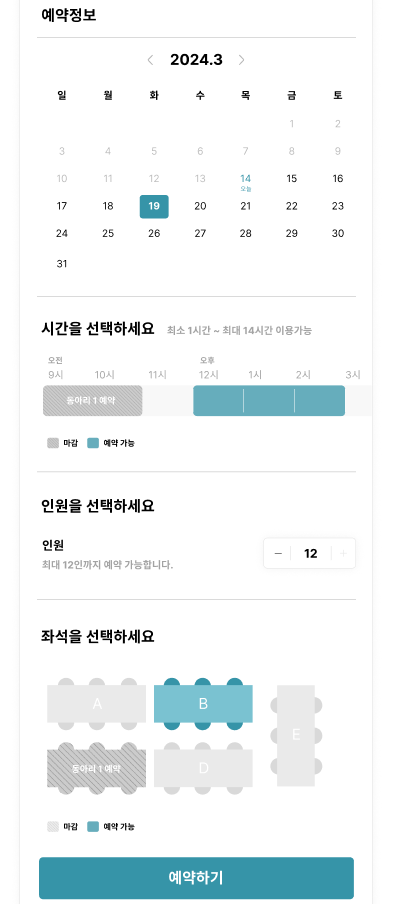 예약정보
2024.3
일 월 화 수 목 금 토
1 2
3 4 5 6 7 8 9
10 11 12 13 14 15 16
오늘
17 18 19 20 21 22 23
24 25 26 27 28 29 30
31
시간을 선택하세요 최소 1시간 ~ 최대 14시간 이용가능
오전 오후
9시 10시 11시 12시 1시 2시 3시
동아리 1 예약
마감 예약 가능
인원을 선택하세요
인원
최대 12인까지 예약 가능합니다.
− 12 +
좌석을 선택하세요
A B
E
동아리 1 예약 D
마감 예약 가능
예약하기